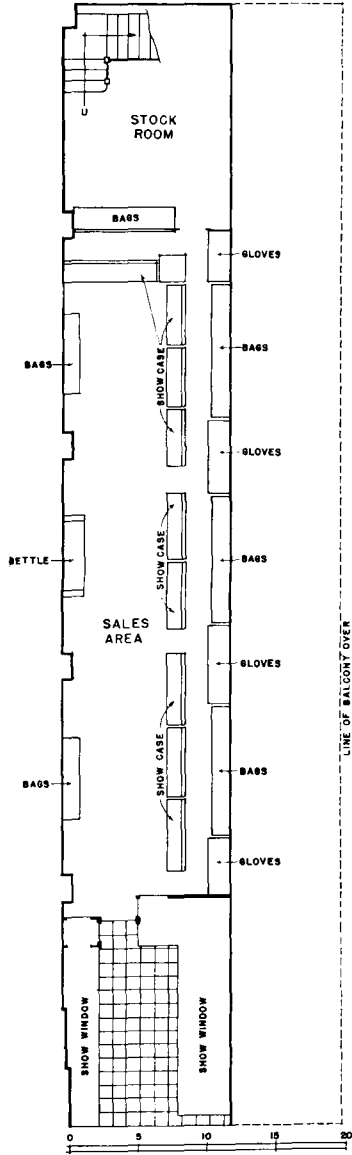 U
STOCK
ROOM
BAGS
GLOVES
SHOW CASE
BAGS
BAGS
GLOVES
SHOW CASE
BETTLE
BAGS
SALES
AREA
GLOVES
LINE OF BALCONY OVER
SHOW CASE
BAGS
BAGS
GLOVES
SHOW WINDOW
SHOW WINDOW
0 5 10 15 20